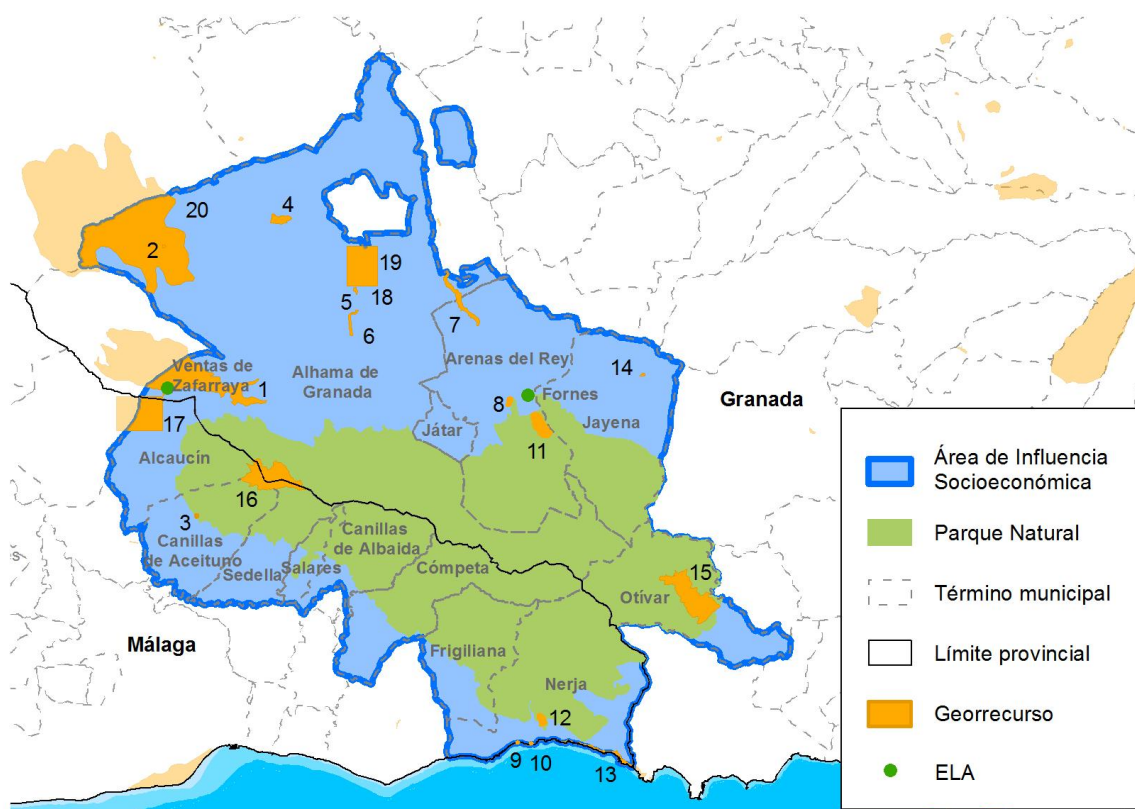 4
20
2
19
5
18
6
7
Ventas de
Zafarraya
1
Alhama de
Granada
Arenas del Rey
14
8
Fornes
Granada
17
Játar
11
Jayena
Alcaucín
16
3
Canillas
de Aceituno
Sedella
Salares
Canillas
de Albaida
Cómpeta
15
Otívar
Málaga
Frigiliana
Nerja
12
9
10
13
Área de Influencia
Socioeconómica
Parque Natural
Término municipal
Límite provincial
Georrecurso
ELA